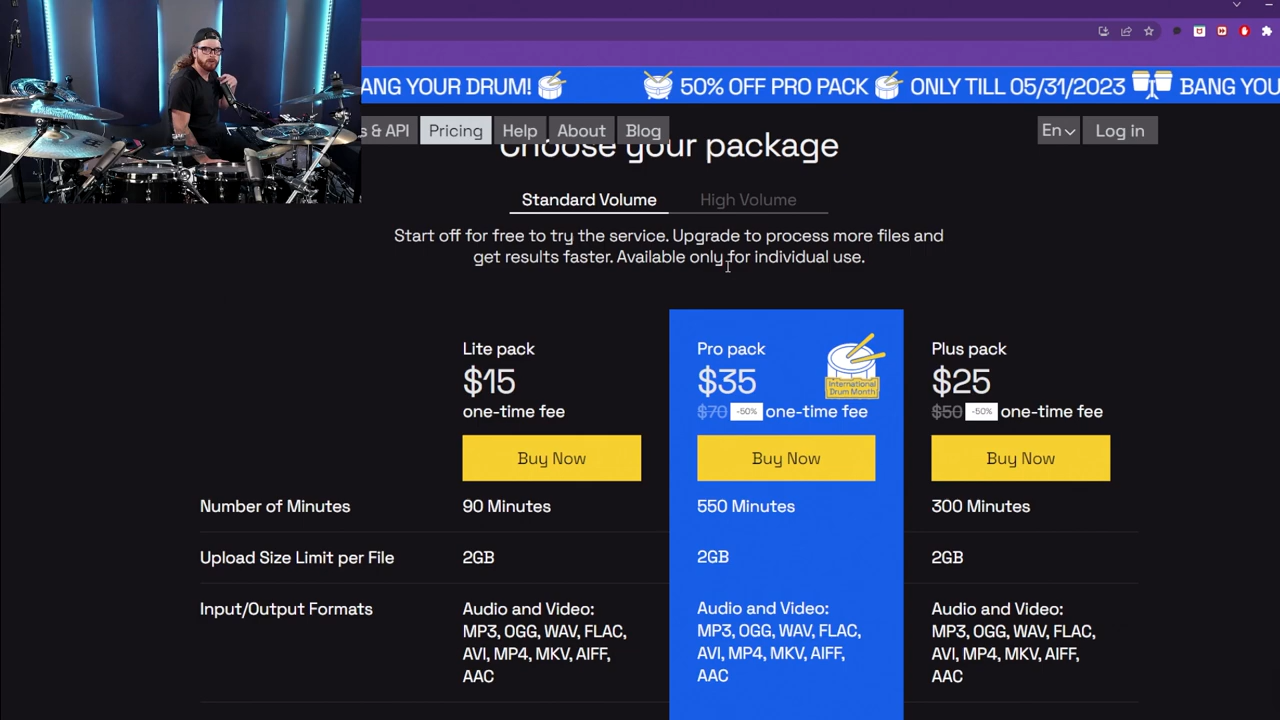 ANG YOUR DRUM! 50% OFF PRO PACK ONLY TILL 05/31/2023 BANG YOU
s & API Pricing Help About Blog En Log in
Choose your package
Standard Volume High Volume
Start off for free to try the service. Upgrade to process more files and
get results faster. Available only for individual use.
Lite pack Pro pack Plus pack
International
Drum Month
$15 $35 $25
one-time fee $70 -50% one-time fee $50 -50% one-time fee
Buy Now Buy Now Buy Now
Number of Minutes 90 Minutes 550 Minutes 300 Minutes
Upload Size Limit per File 2GB 2GB 2GB
Input/Output Formats Audio and Video: Audio and Video: Audio and Video:
MP3, OGG, WAV, FLAC, MP3, OGG, WAV, FLAC, MP3, OGG, WAV, FLAC,
AVI, MP4, MKV, AIFF, AVI, MP4, MKV, AIFF, AVI, MP4, MKV, AIFF,
AAC AAC AAC